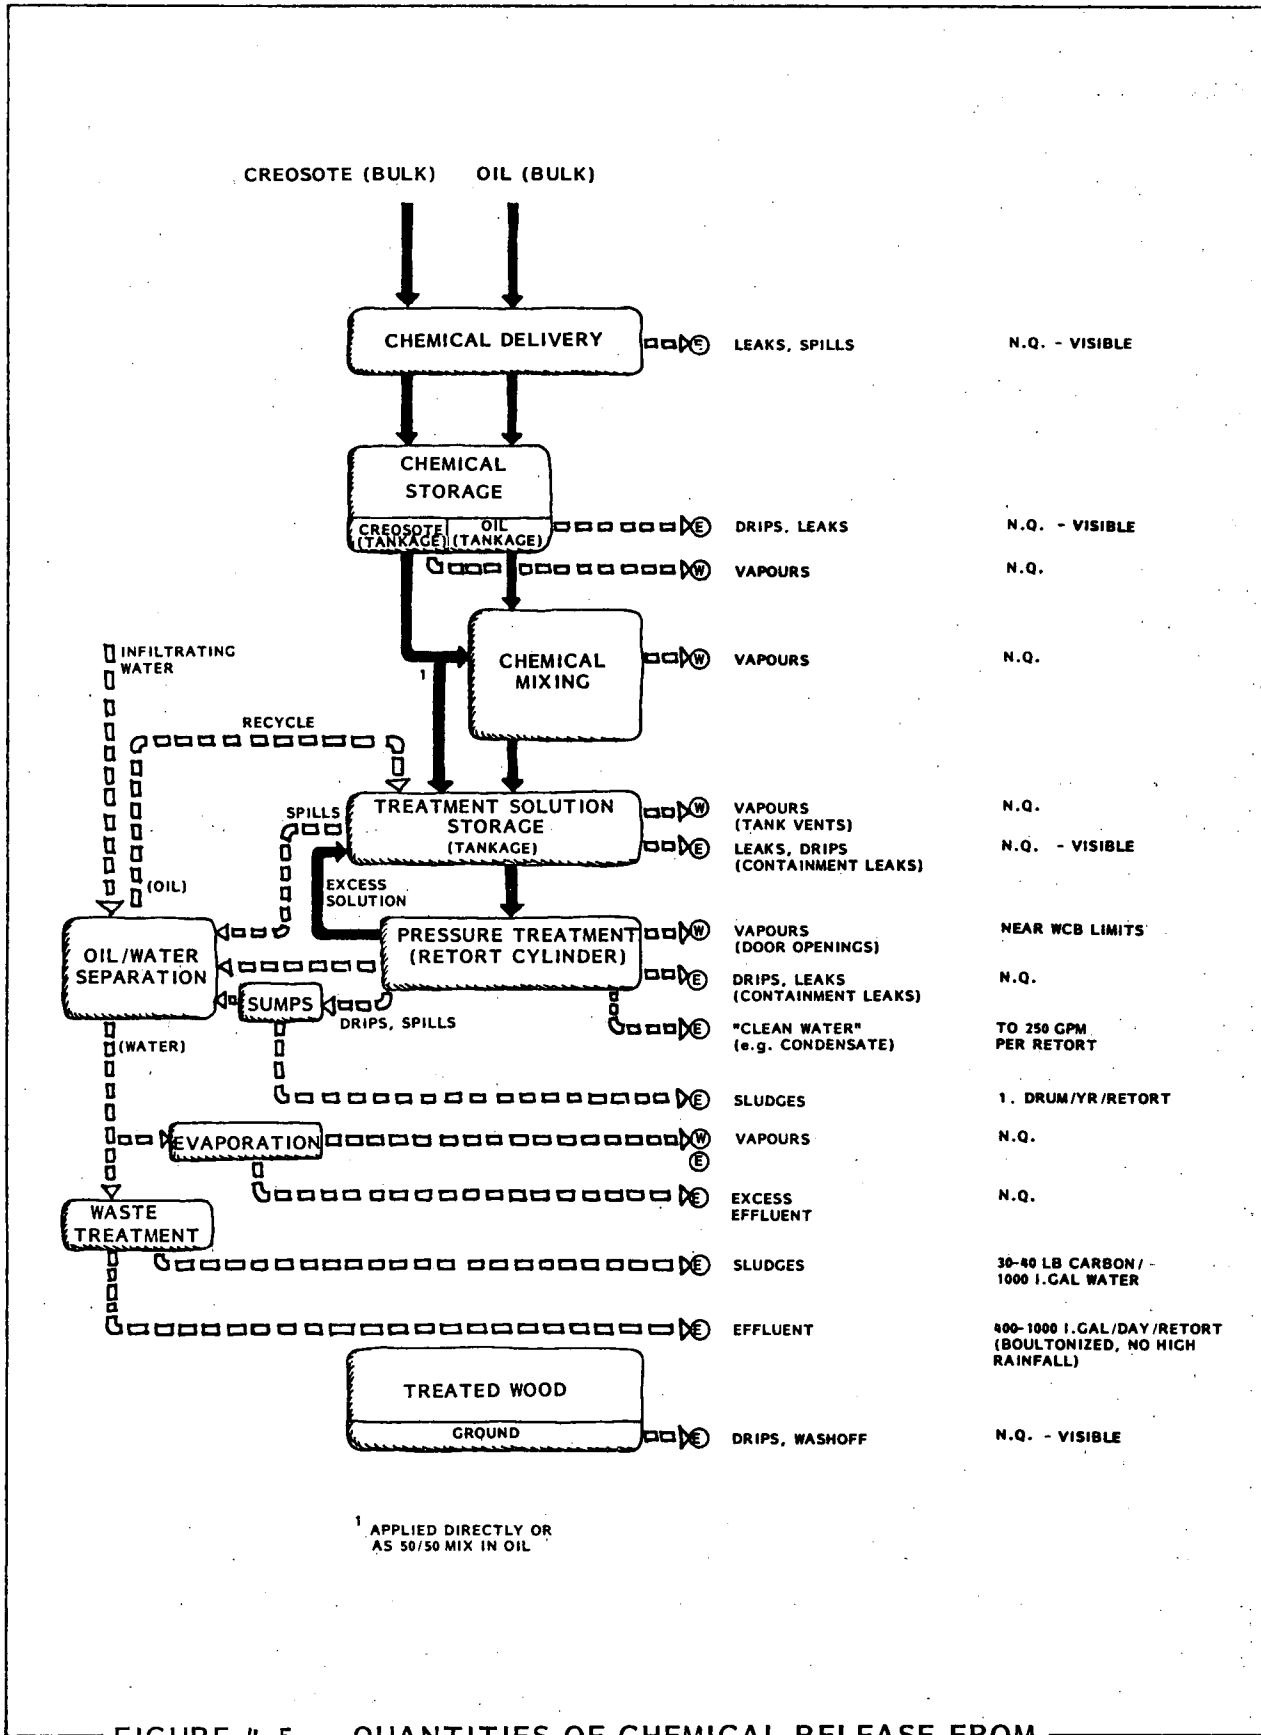 CREOSOTE (BULK) OIL (BULK)
CHEMICAL DELIVERY
E LEAKS, SPILLS N.Q. - VISIBLE
CHEMICAL
STORAGE
CREOSOTE
(TANKAGE)
OIL
(TANKAGE)
E DRIPS, LEAKS N.Q. - VISIBLE
W VAPOURS N.Q.
INFILTRATING
WATER
1
CHEMICAL
MIXING
W VAPOURS N.Q.
RECYCLE
SPILLS
TREATMENT SOLUTION
STORAGE
(TANKAGE)
W VAPOURS N.Q.
(TANK VENTS)
E LEAKS, DRIPS N.Q. - VISIBLE
(CONTAINMENT LEAKS)
(OIL)
EXCESS
SOLUTION
OIL/WATER
SEPARATION
PRESSURE TREATMENT
(RETORT CYLINDER)
W VAPOURS NEAR WCB LIMITS
(DOOR OPENINGS)
E DRIPS, LEAKS N.Q.
(CONTAINMENT LEAKS)
SUMPS
DRIPS, SPILLS
E "CLEAN WATER" TO 250 GPM
(e.g. CONDENSATE) PER RETORT
(WATER)
E SLUDGES 1. DRUM/YR/RETORT
EVAPORATION
W VAPOURS N.Q.
E
E EXCESS N.Q.
EFFLUENT
WASTE
TREATMENT
E SLUDGES 30-40 LB CARBON/
1000 I.GAL WATER
E EFFLUENT 400-1000 I.GAL/DAY/RETORT
(BOULTONIZED, NO HIGH
RAINFALL)
TREATED WOOD
GROUND
E DRIPS, WASHOFF N.Q. - VISIBLE
1 APPLIED DIRECTLY OR
AS 50/50 MIX IN OIL
FIGURE 5 QUANTITIES OF CHEMICAL RELEASE FROM